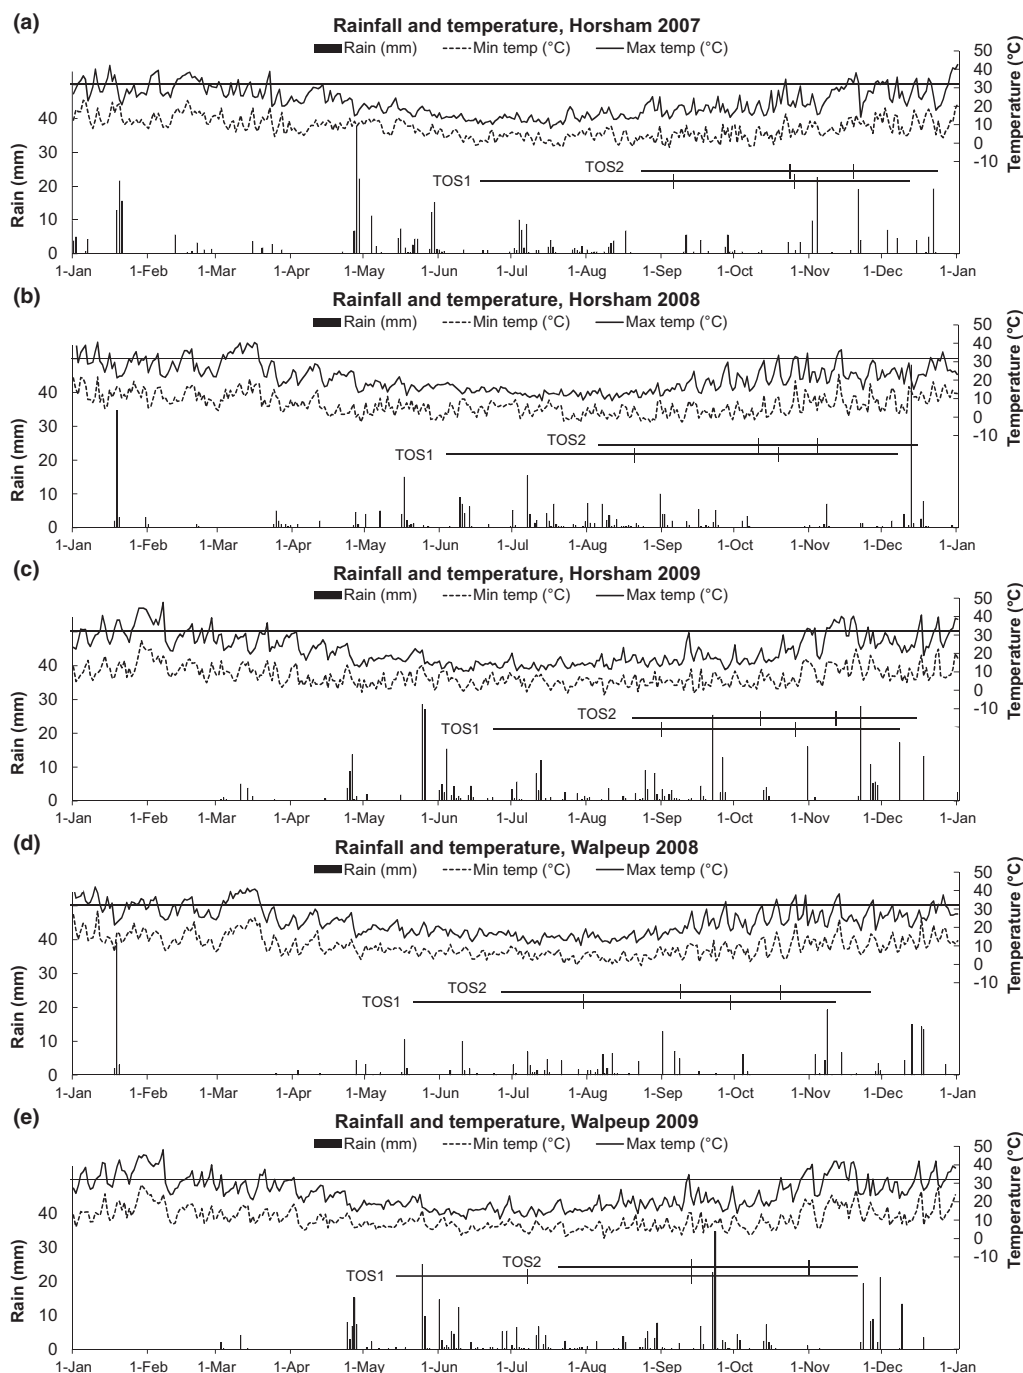 (a)
Rainfall and temperature, Horsham 2007
Rain (mm) Min temp (°C) Max temp (°C)
50
40
30
20
10
0
-10
Temperature (°C)
Rain (mm)
40
30
20
10
0
TOS2
TOS1
1-Jan 1-Feb 1-Mar 1-Apr 1-May 1-Jun 1-Jul 1-Aug 1-Sep 1-Oct 1-Nov 1-Dec 1-Jan
(b)
Rainfall and temperature, Horsham 2008
Rain (mm) Min temp (°C) Max temp (°C)
50
40
30
20
10
0
-10
Temperature (°C)
Rain (mm)
40
30
20
10
0
TOS2
TOS1
1-Jan 1-Feb 1-Mar 1-Apr 1-May 1-Jun 1-Jul 1-Aug 1-Sep 1-Oct 1-Nov 1-Dec 1-Jan
(c)
Rainfall and temperature, Horsham 2009
Rain (mm) Min temp (°C) Max temp (°C)
50
40
30
20
10
0
-10
Temperature (°C)
Rain (mm)
40
30
20
10
0
TOS2
TOS1
1-Jan 1-Feb 1-Mar 1-Apr 1-May 1-Jun 1-Jul 1-Aug 1-Sep 1-Oct 1-Nov 1-Dec 1-Jan
(d)
Rainfall and temperature, Walpeup 2008
Rain (mm) Min temp (°C) Max temp (°C)
50
40
30
20
10
0
-10
Temperature (°C)
Rain (mm)
40
30
20
10
0
TOS2
TOS1
1-Jan 1-Feb 1-Mar 1-Apr 1-May 1-Jun 1-Jul 1-Aug 1-Sep 1-Oct 1-Nov 1-Dec 1-Jan
(e)
Rainfall and temperature, Walpeup 2009
Rain (mm) Min temp (°C) Max temp (°C)
50
40
30
20
10
0
-10
Temperature (°C)
Rain (mm)
40
30
20
10
0
TOS2
TOS1
1-Jan 1-Feb 1-Mar 1-Apr 1-May 1-Jun 1-Jul 1-Aug 1-Sep 1-Oct 1-Nov 1-Dec 1-Jan